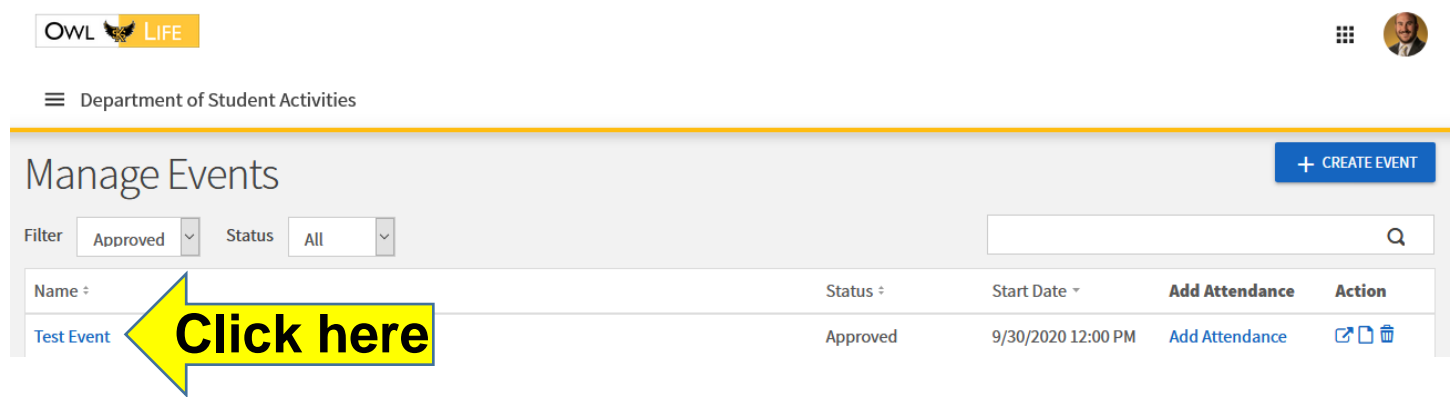 OWL LIFE
Department of Student Activities
Manage Events
+ CREATE EVENT
Filter Approved Status All
Name Status Start Date Add Attendance Action
Test Event Click here Approved 9/30/2020 12:00 PM Add Attendance